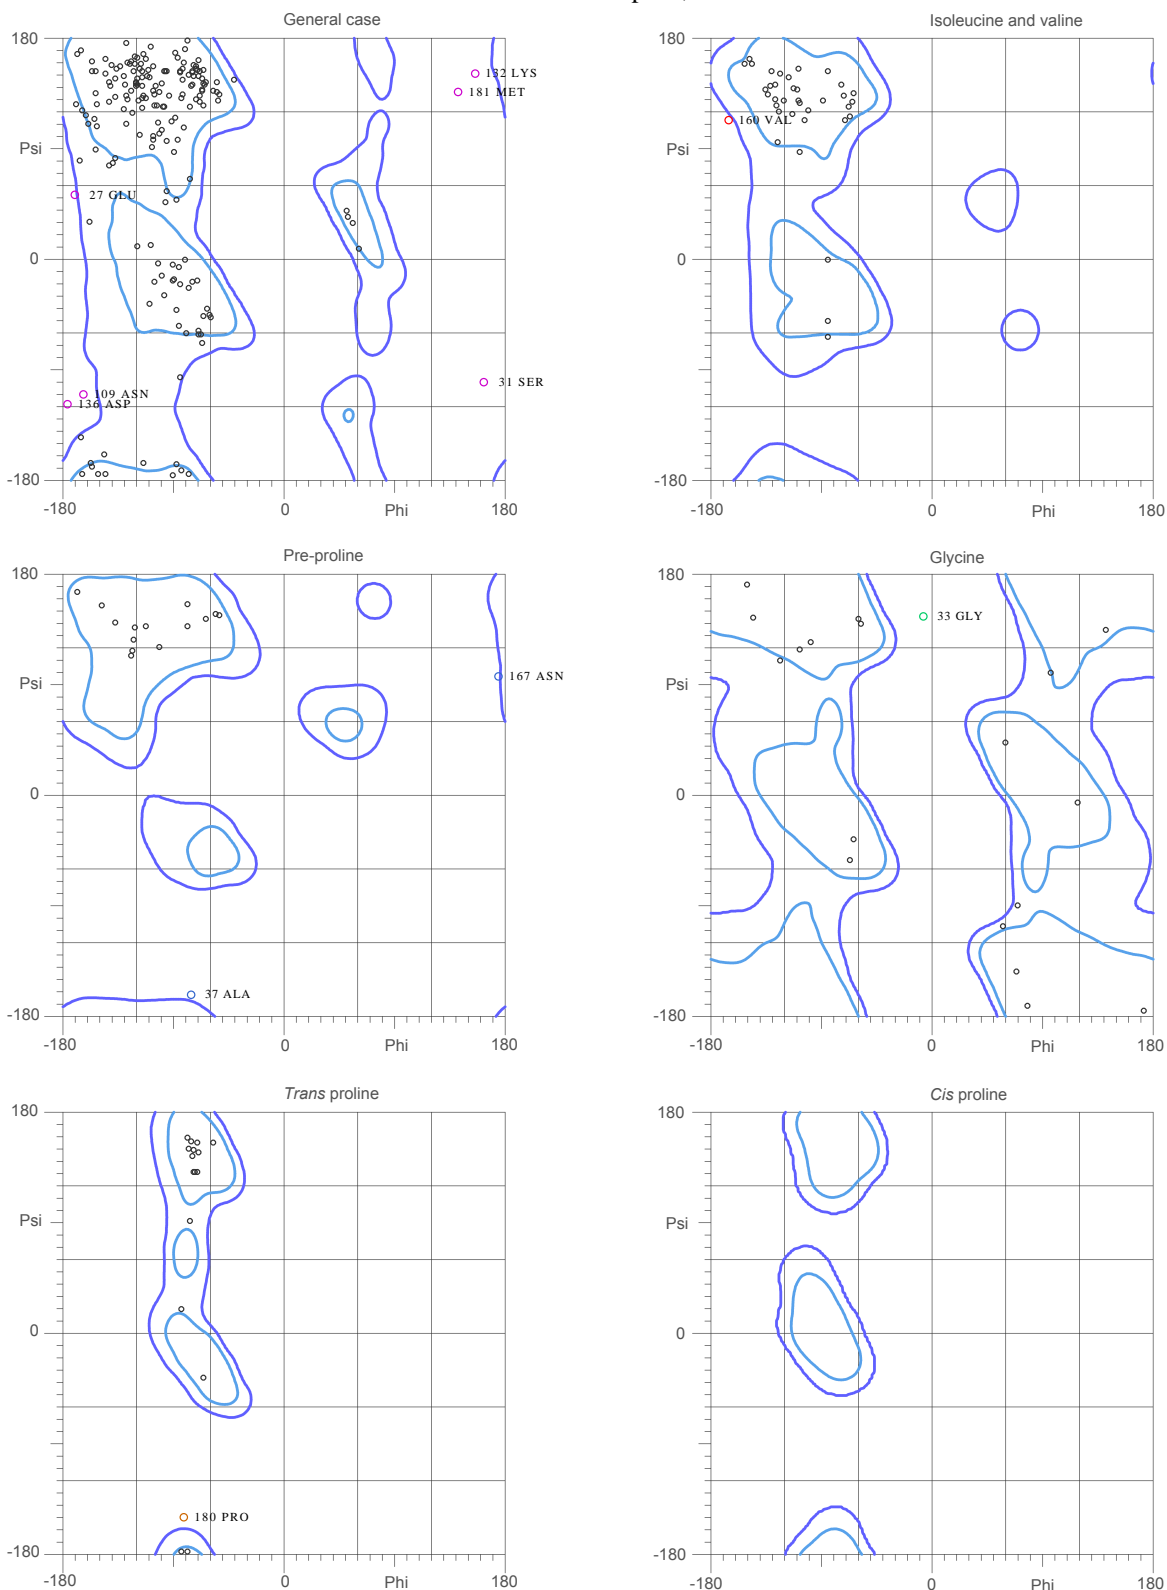 General case
180
Psi
0
-180
-180
0
Phi
180
132 LYS
181 MET
27 GLU
31 SER
109 ASN
136 ASP
Isoleucine and valine
180
Psi
0
-180
-180
0
Phi
180
160 VAL
Pre-proline
180
Psi
0
-180
-180
0
Phi
180
167 ASN
37 ALA
Glycine
180
Psi
0
-180
-180
0
Phi
180
33 GLY
Trans proline
180
Psi
0
-180
-180
0
Phi
180
180 PRO
Cis proline
180
Psi
0
-180
-180
0
Phi
180